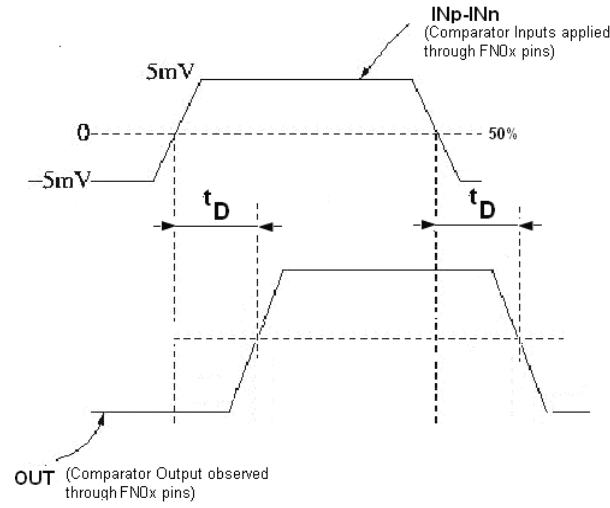 INp-INn
(Comparator Inputs applied
through FN0x pins)
5mV
0
50%
–5mV
tD
tD
OUT (Comparator Output observed
through FN0x pins)